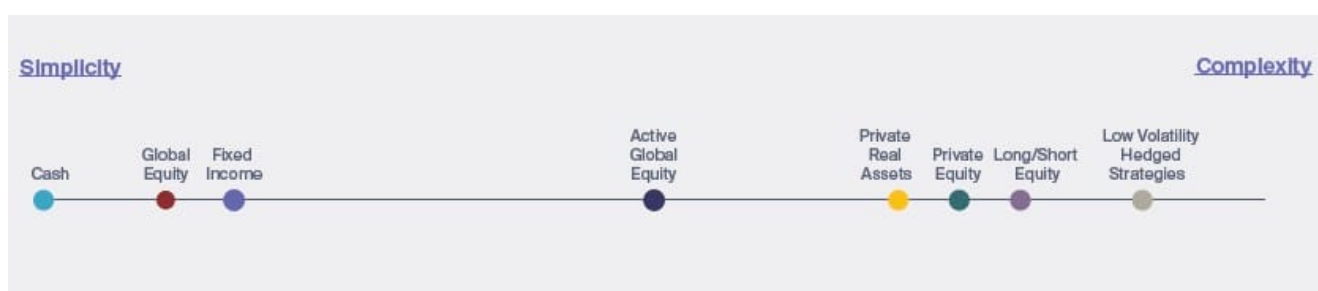 Simplicity
Complexity
Cash
Global
Equity
Fixed
Income
Active
Global
Equity
Private
Real
Assets
Private
Equity
Long/Short
Equity
Low Volatility
Hedged
Strategies